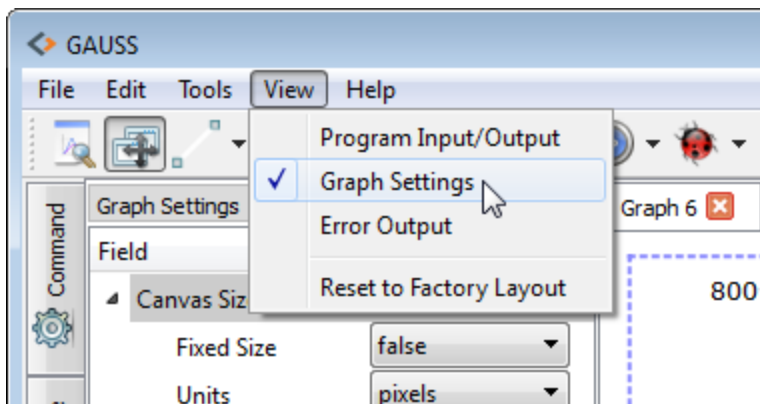 GAUSS
File Edit Tools View Help
Program Input/Output
Graph Settings
Error Output
Reset to Factory Layout
Command
Graph Settings
Field
Canvas Siz
Fixed Size false
Units pixels
Graph 6
800